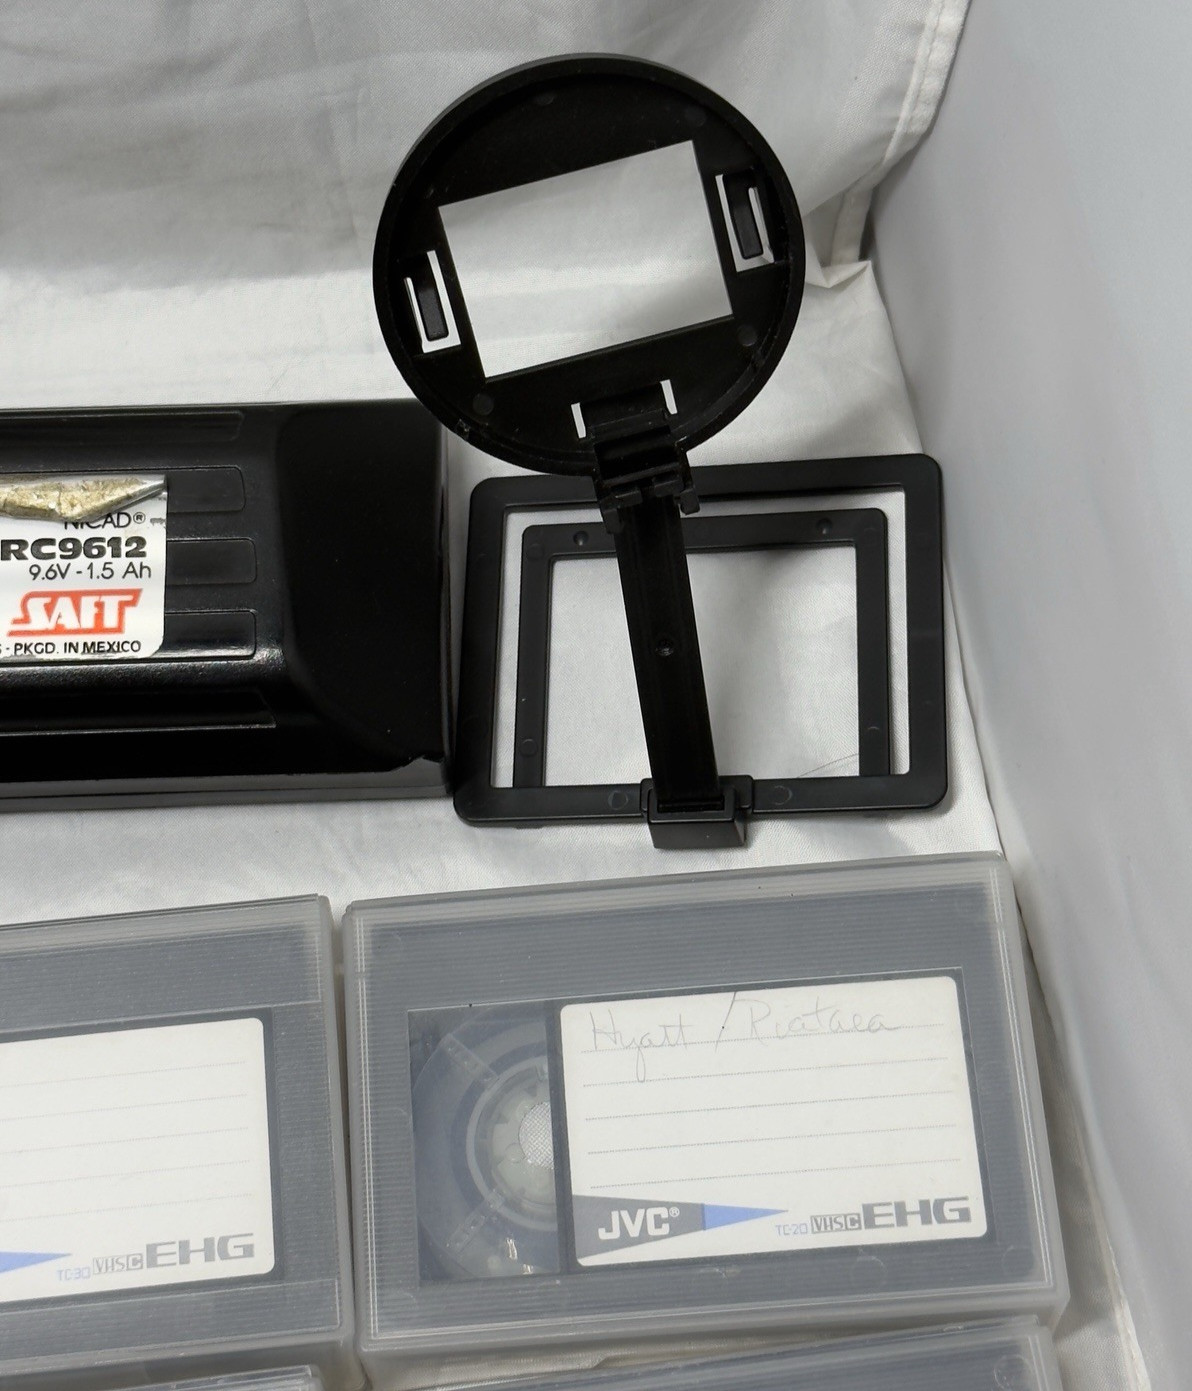 NICAD®
RC9612
9.6V - 1.5 Ah
SAFT
- PKGD. IN MEXICO
Hyatt /
JVC®
TC-20 VHS C EHG
TC-30 VHS C EHG